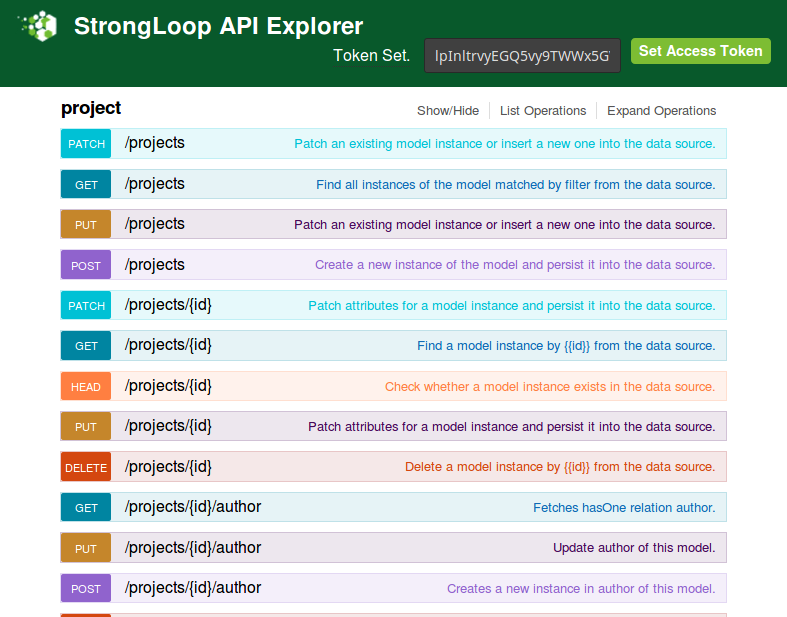 StrongLoop API Explorer
Token Set. lpInltrvyEGQ5vy9TWWx5G Set Access Token
project Show/Hide List Operations Expand Operations
PATCH /projects Patch an existing model instance or insert a new one into the data source.
GET /projects Find all instances of the model matched by filter from the data source.
PUT /projects Patch an existing model instance or insert a new one into the data source.
POST /projects Create a new instance of the model and persist it into the data source.
PATCH /projects/{id} Patch attributes for a model instance and persist it into the data source.
GET /projects/{id} Find a model instance by {{id}} from the data source.
HEAD /projects/{id} Check whether a model instance exists in the data source.
PUT /projects/{id} Patch attributes for a model instance and persist it into the data source.
DELETE /projects/{id} Delete a model instance by {{id}} from the data source.
GET /projects/{id}/author Fetches hasOne relation author.
PUT /projects/{id}/author Update author of this model.
POST /projects/{id}/author Creates a new instance in author of this model.